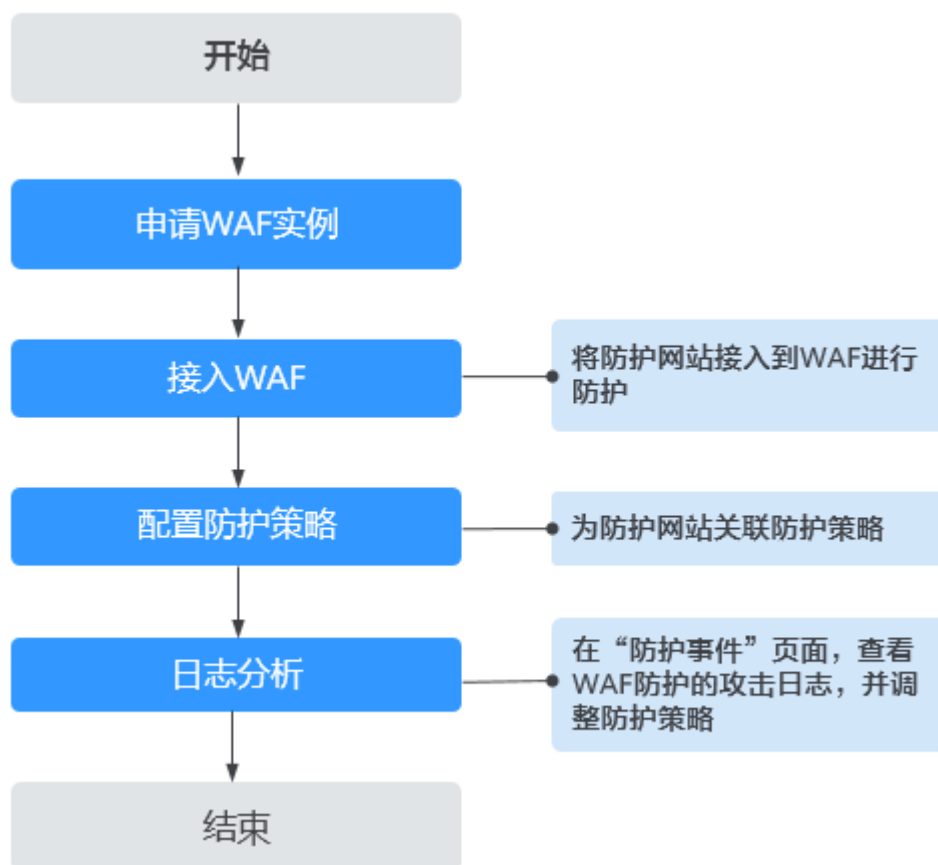 开始
申请WAF实例
接入WAF
将防护网站接入到WAF进行
防护
配置防护策略
为防护网站关联防护策略
日志分析
在“防护事件”页面，查看
WAF防护的攻击日志，并调
整防护策略
结束